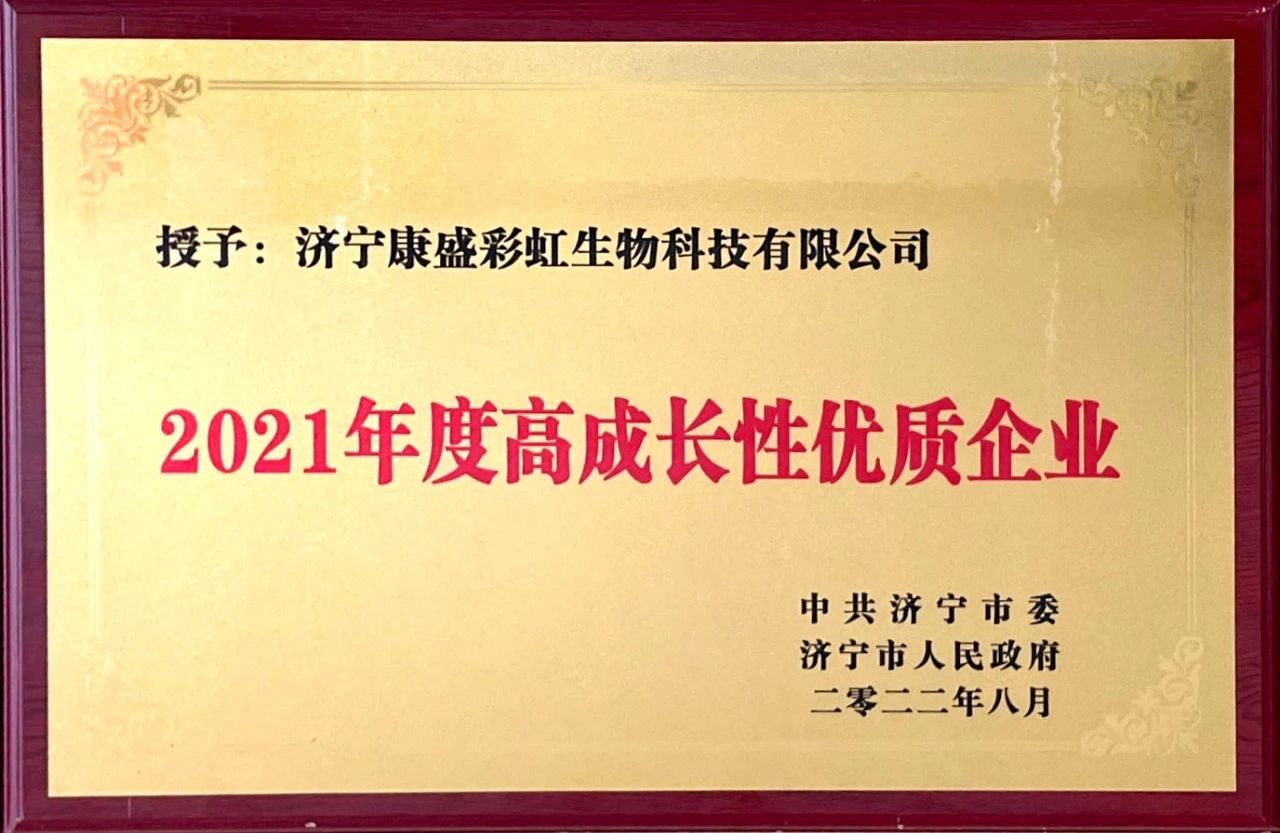 授予：济宁康盛彩虹生物科技有限公司
2021年度高成长性优质企业
中共济宁市委
济宁市人民政府
二零二二年八月